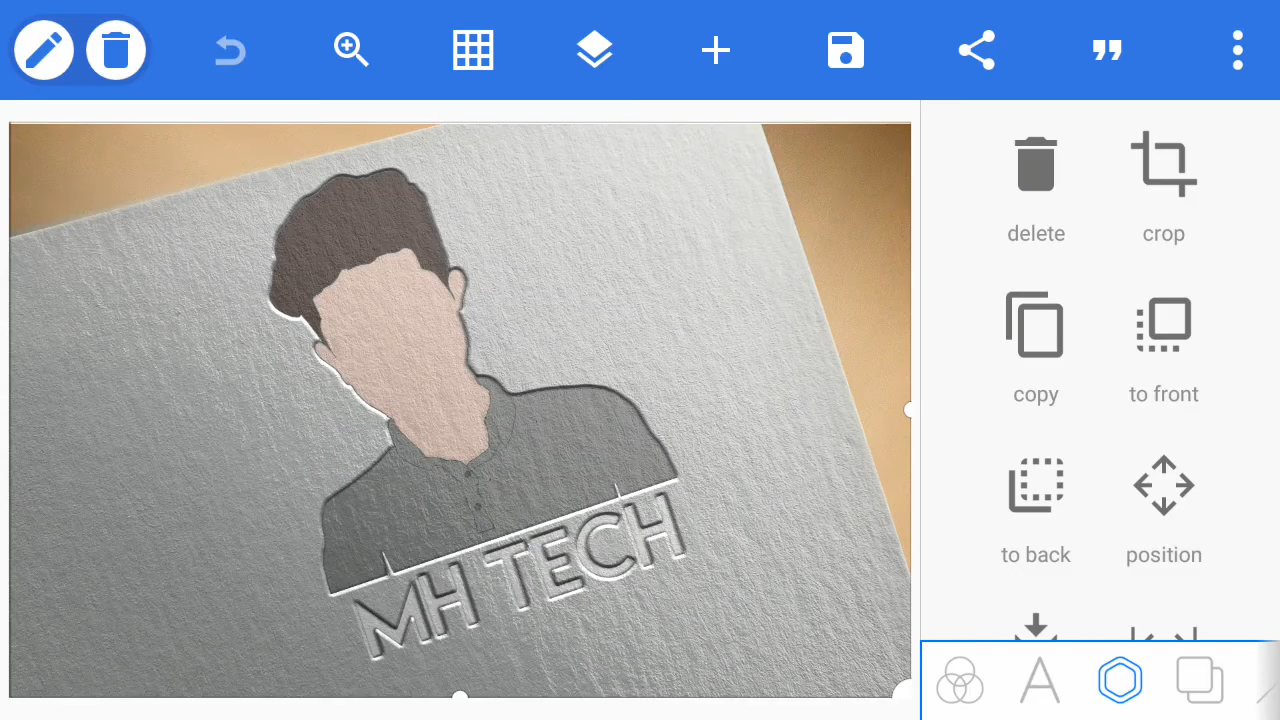 delete
crop
copy
to front
to back
position
MH TECH